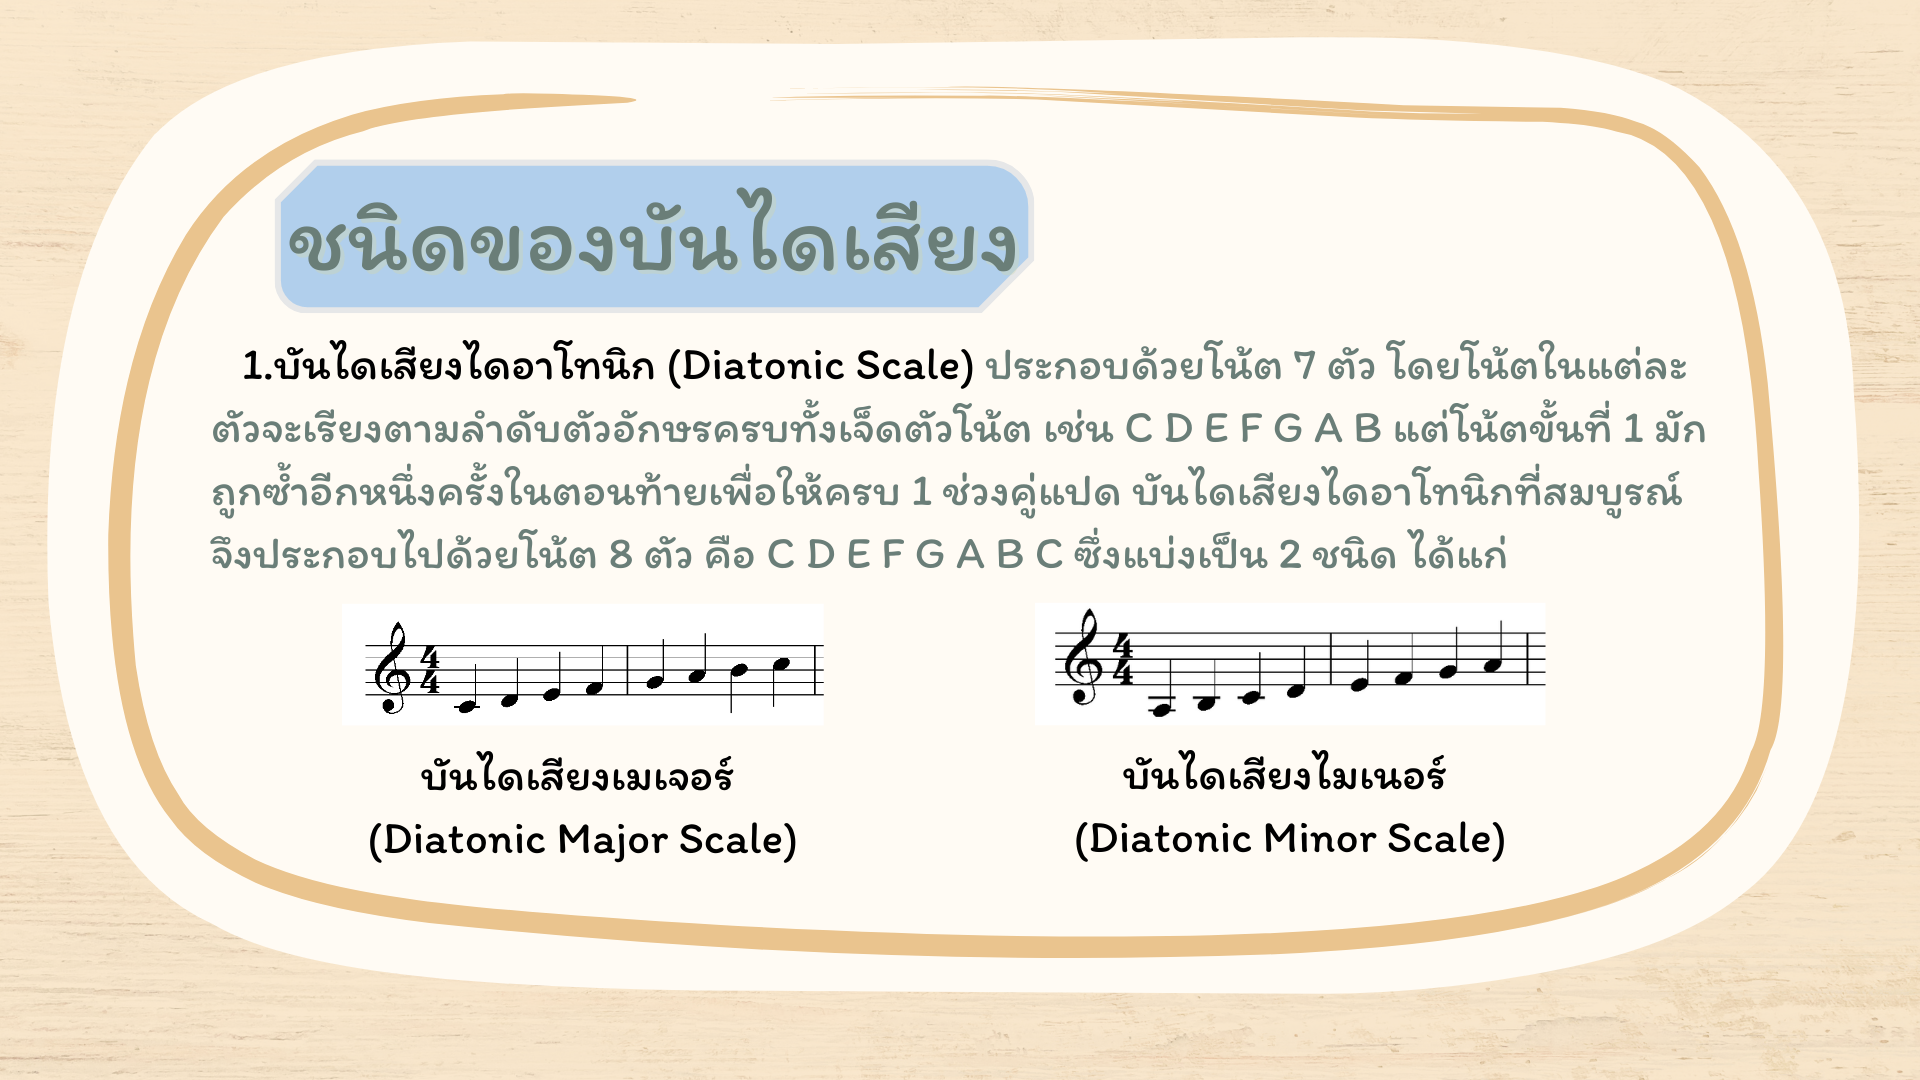 ชนิดของบันไดเสียง
1.บันไดเสียงไดอาโทนิก (Diatonic Scale) ประกอบด้วยโน้ต 7 ตัว โดยโน้ตในแต่ละ
ตัวจะเรียงตามลำดับตัวอักษรครบทั้งเจ็ดตัวโน้ต เช่น C D E F G A B แต่โน้ตขั้นที่ 1 มัก
ถูกซ้ำอีกหนึ่งครั้งในตอนท้ายเพื่อให้ครบ 1 ช่วงคู่แปด บันไดเสียงไดอาโทนิกที่สมบูรณ์
จึงประกอบไปด้วยโน้ต 8 ตัว คือ C D E F G A B C ซึ่งแบ่งเป็น 2 ชนิด ได้แก่
4
4
4
4
บันไดเสียงเมเจอร์
(Diatonic Major Scale)
บันไดเสียงไมเนอร์
(Diatonic Minor Scale)